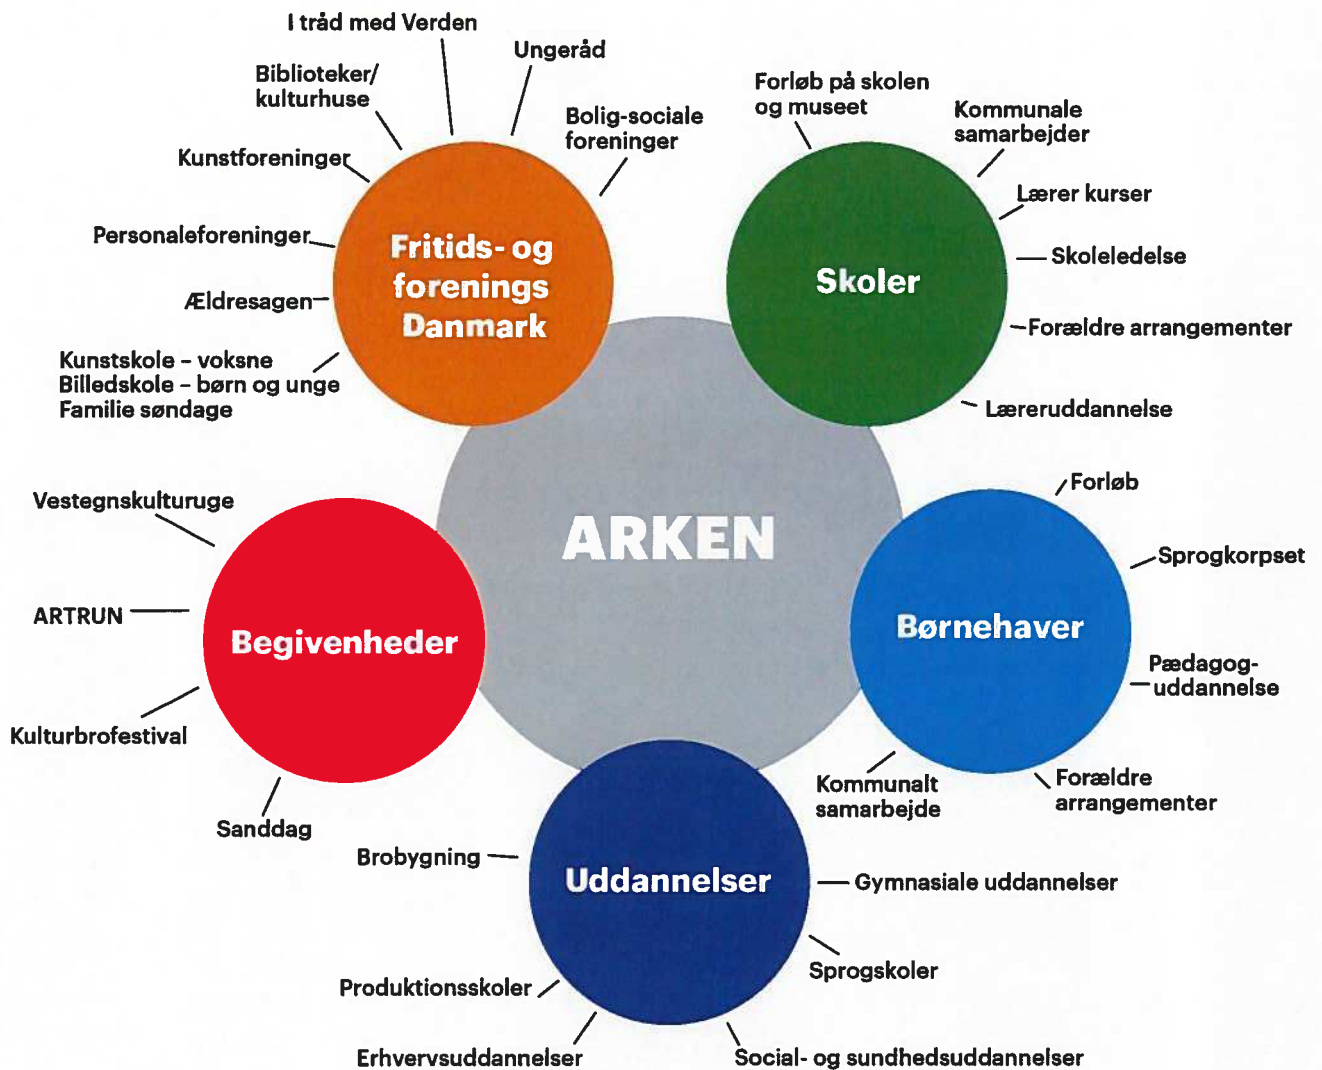 I tråd med Verden
Ungeråd
Biblioteker/
kulturhuse
Bolig-sociale
foreninger
Kunstforeninger
Personaleforeninger
Ældresagen
Kunstskole – voksne
Billedskole – børn og unge
Familie søndage
Fritids- og
forenings
Danmark
Forløb på skolen
og museet
Kommunale
samarbejder
Lærer kurser
Skoleledelse
Forældre arrangementer
Læreruddannelse
Skoler
ARKEN
Vestegnskulturuge
ARTRUN
Kulturbrofestival
Sanddag
Begivenheder
Forløb
Sprogkorpset
Pædagog-
uddannelse
Forældre
arrangementer
Kommunalt
samarbejde
Børnehaver
Brobygning
Uddannelser
Gymnasiale uddannelser
Sprogskoler
Produktionsskoler
Erhvervsuddannelser
Social- og sundhedsuddannelser